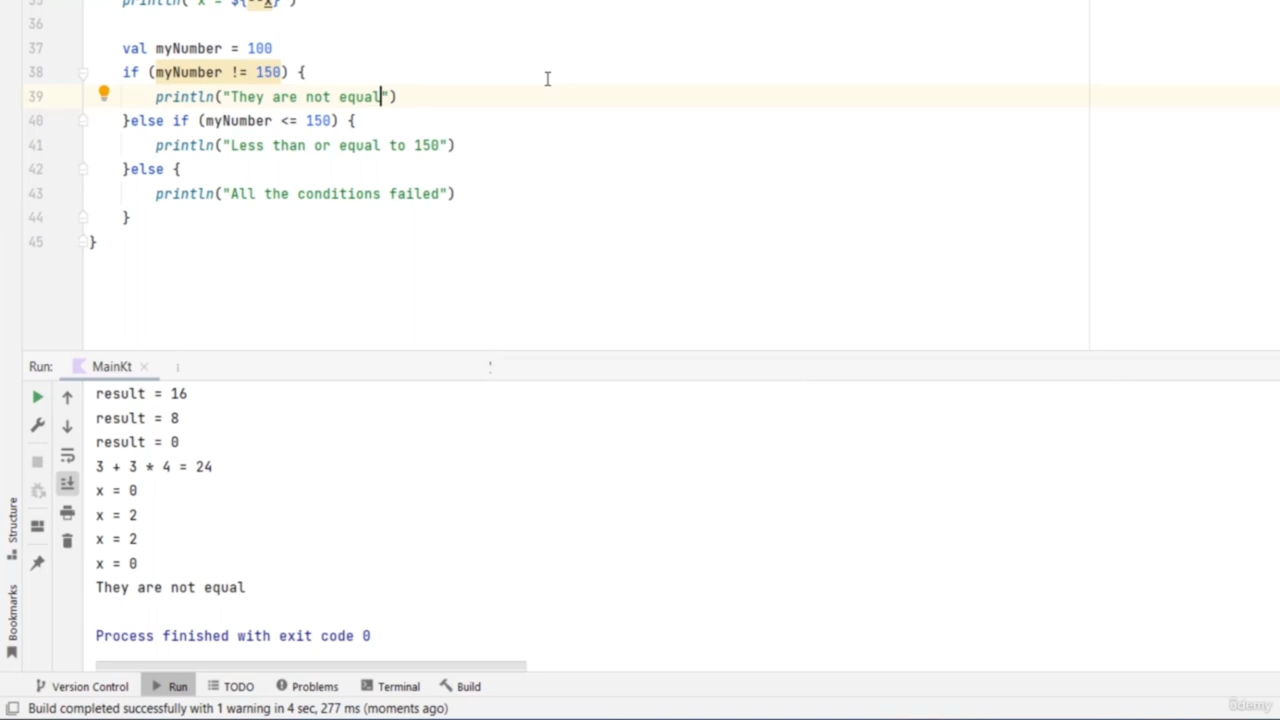 35 println("x = ${--x}")
36
37 val myNumber = 100
38 if (myNumber != 150) {
39 println("They are not equal")
40 }else if (myNumber <= 150) {
41 println("Less than or equal to 150")
42 }else {
43 println("All the conditions failed")
44 }
45 }
Run: MainKt
result = 16
result = 8
result = 0
3 + 3 * 4 = 24
x = 0
x = 2
x = 2
x = 0
They are not equal
Process finished with exit code 0
Structure
Bookmarks
Version Control Run TODO Problems Terminal Build
Build completed successfully with 1 warning in 4 sec, 277 ms (moments ago)
ûdemy